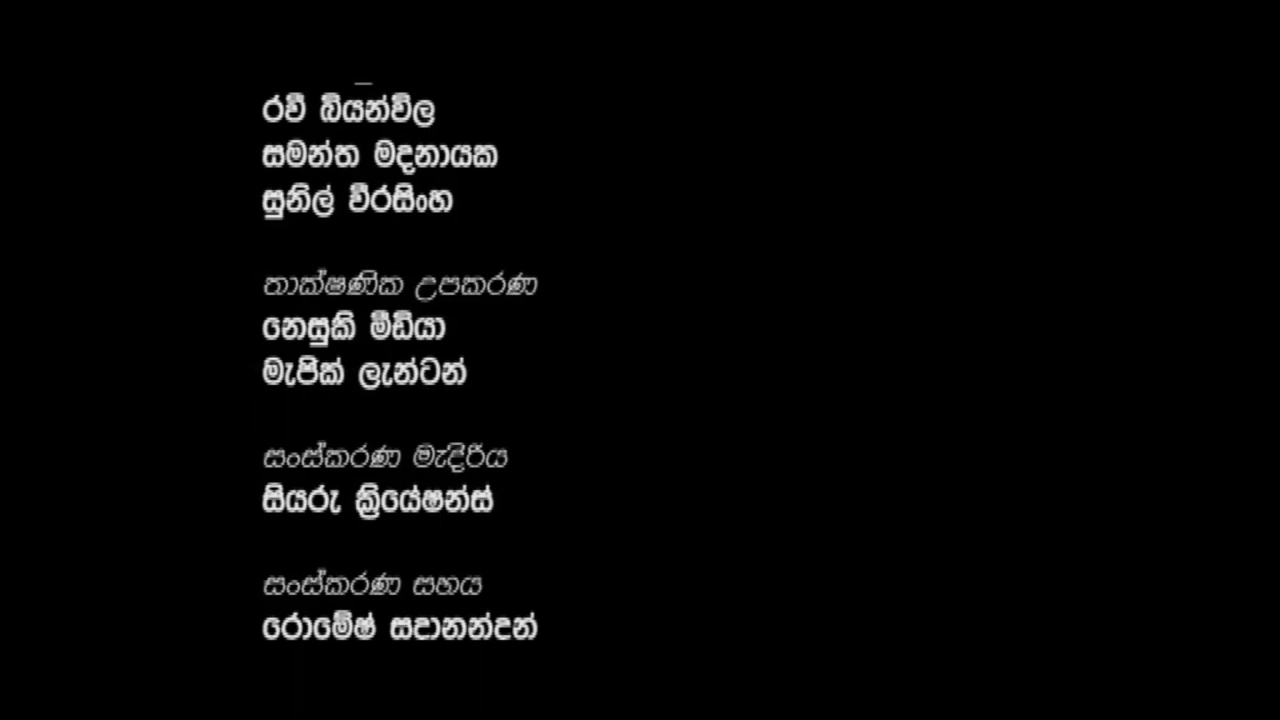 රවී බියන්විල
සමන්ත මදනායක
සුනිල් වීරසිංහ
තාක්ෂණික උපකරණ
නෙසුකි මීඩියා
මැජික් ලැන්ටන්
සංස්කරණ මැදිරිය
සියරු ක්‍රියේෂන්ස්
සංස්කරණ සහය
රොමේෂ් සදානන්දන්